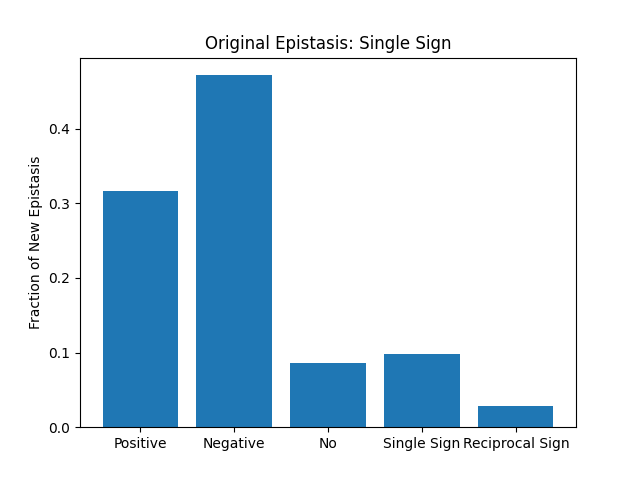 Original Epistasis: Single Sign
Fraction of New Epistasis
0.4
0.3
0.2
0.1
0.0
Positive Negative No Single Sign Reciprocal Sign